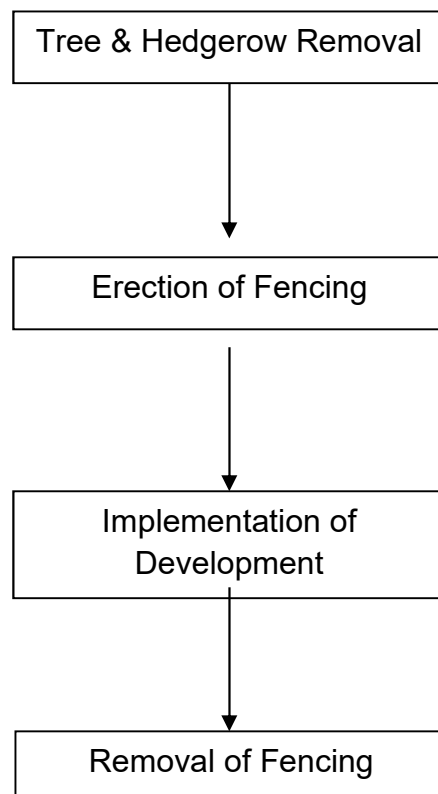 Tree & Hedgerow Removal
Erection of Fencing
Implementation of
Development
Removal of Fencing